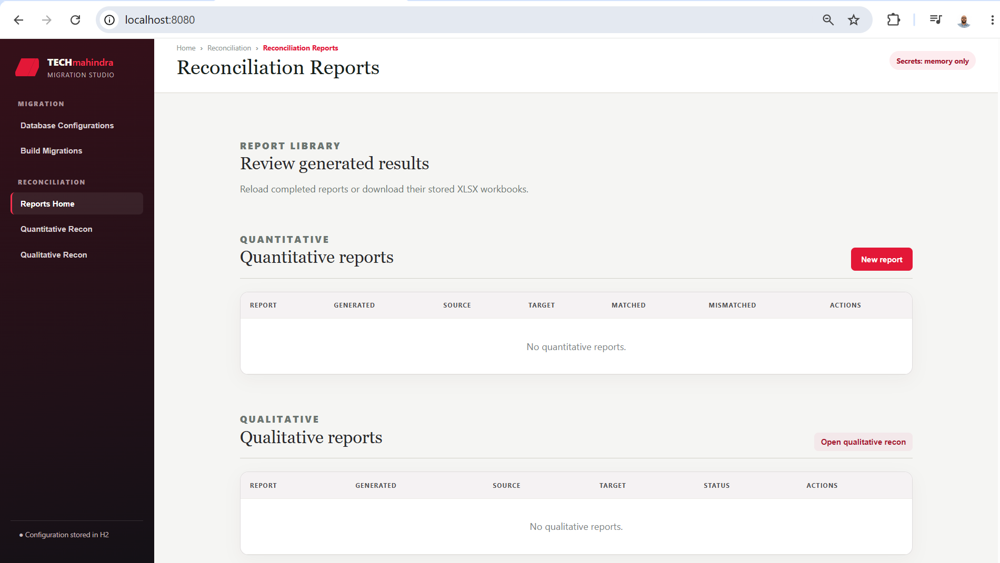 localhost:8080
TECHmahindra
MIGRATION STUDIO
MIGRATION
Database Configurations
Build Migrations
RECONCILIATION
Reports Home
Quantitative Recon
Qualitative Recon
● Configuration stored in H2
Home › Reconciliation › Reconciliation Reports
Reconciliation Reports
Secrets: memory only
REPORT LIBRARY
Review generated results
Reload completed reports or download their stored XLSX workbooks.
QUANTITATIVE
Quantitative reports
New report
REPORT GENERATED SOURCE TARGET MATCHED MISMATCHED ACTIONS
No quantitative reports.
QUALITATIVE
Qualitative reports
Open qualitative recon
REPORT GENERATED SOURCE TARGET STATUS ACTIONS
No qualitative reports.